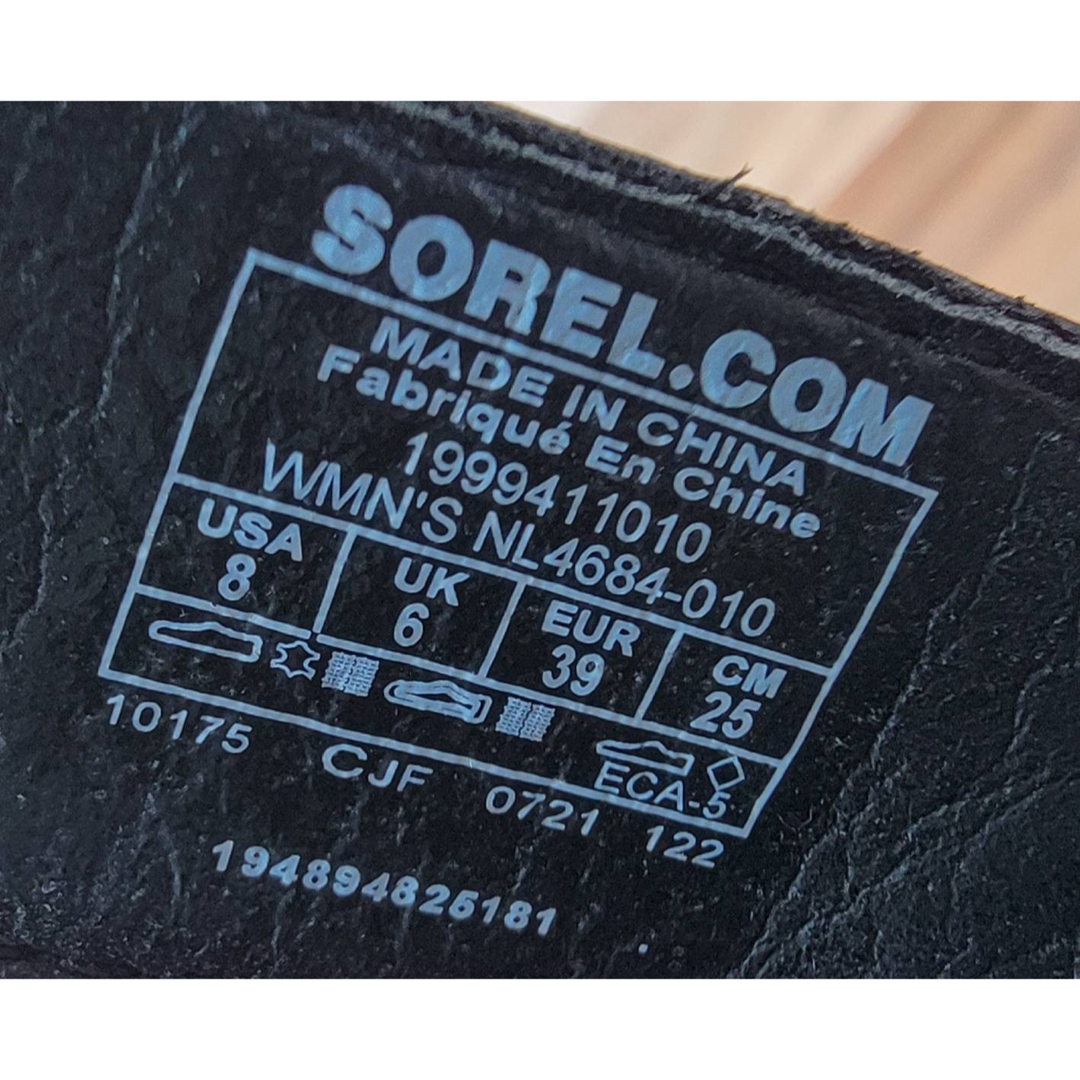 SOREL.COM
MADE IN CHINA
Fabriqué En Chine
1999411010
WMN'S NL4684-010
USA UK EUR CM
8 6 39 25
ECA-5
10175 CJF 0721 122
194894825181